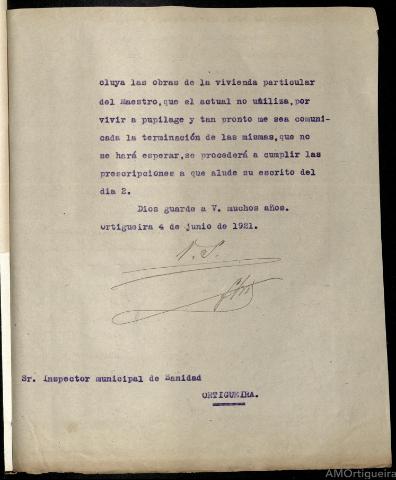 cluya las obras de la vivienda particular
del Maestro,que el actual no utiliza,por
vivir a pupilage y tan pronto me sea comuni-
cada la terminación de las mismas,que no
se hará esperar,se procederá a cumplir las
prescripciones a que alude su escrito del
dia 2.
Dios guarde a V. muchos años.
Ortigueira 4 de junio de 1921.
Sr. Inspector municipal de Sanidad
ORTIGUEIRA.
AMOrtigueira